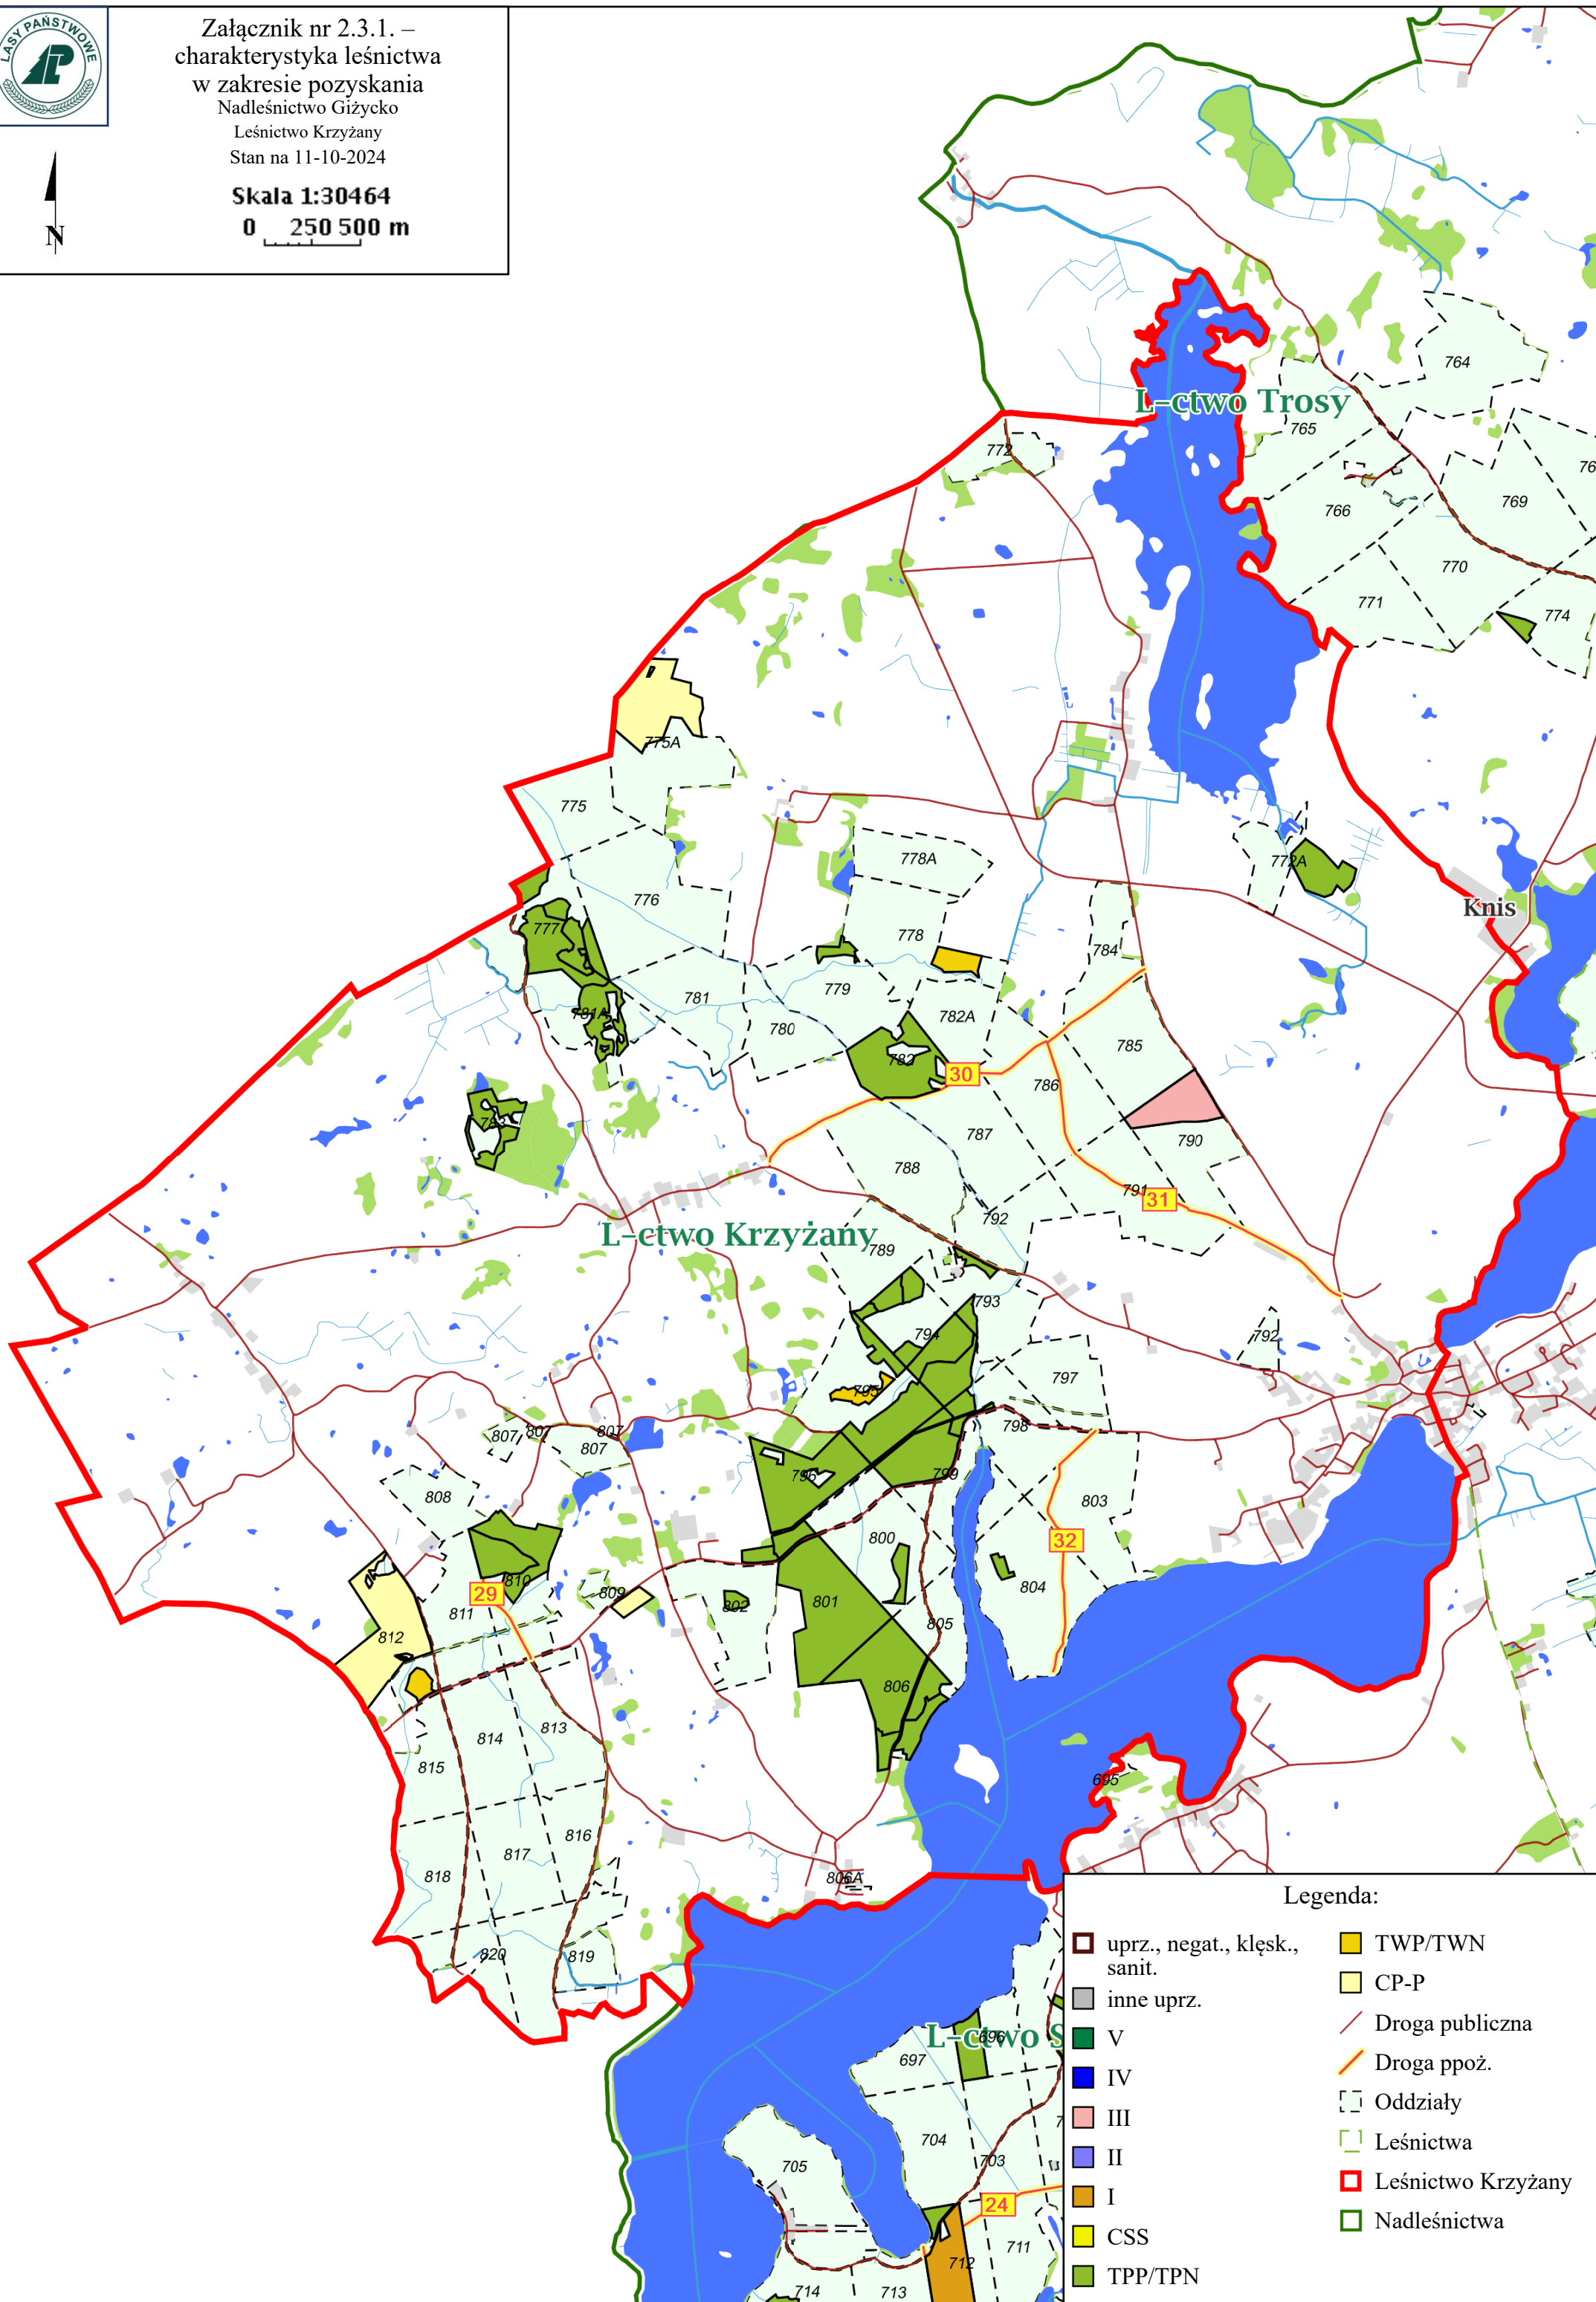 LASY PAŃSTWOWE
Załącznik nr 2.3.1. –
charakterystyka leśnictwa
w zakresie pozyskania
Nadleśnictwo Giżycko
Leśnictwo Krzyżany
Stan na 11-10-2024
Skala 1:30464
0 250 500 m
N
764
L-ctwo Trosy
765
772
769
766
770
771
774
775A
775
778A
772A
776
Knis
777
778
784
779
781
781A
782A
780
785
782
30
786
783
787
790
788
791
31
792
L-ctwo Krzyżany
789
793
794
792
797
795
798
807
807
807
807
796
799
808
803
800
32
810
804
29
809
802
801
811
805
812
806
813
814
815
695
816
817
818
806A
820
819
L-ctwo S
696
697
704
703
705
24
711
712
714
713
Legenda:
uprz., negat., klęsk.,
sanit.
inne uprz.
V
IV
III
II
I
CSS
TPP/TPN
TWP/TWN
CP-P
Droga publiczna
Droga ppoż.
Oddziały
Leśnictwa
Leśnictwo Krzyżany
Nadleśnictwa